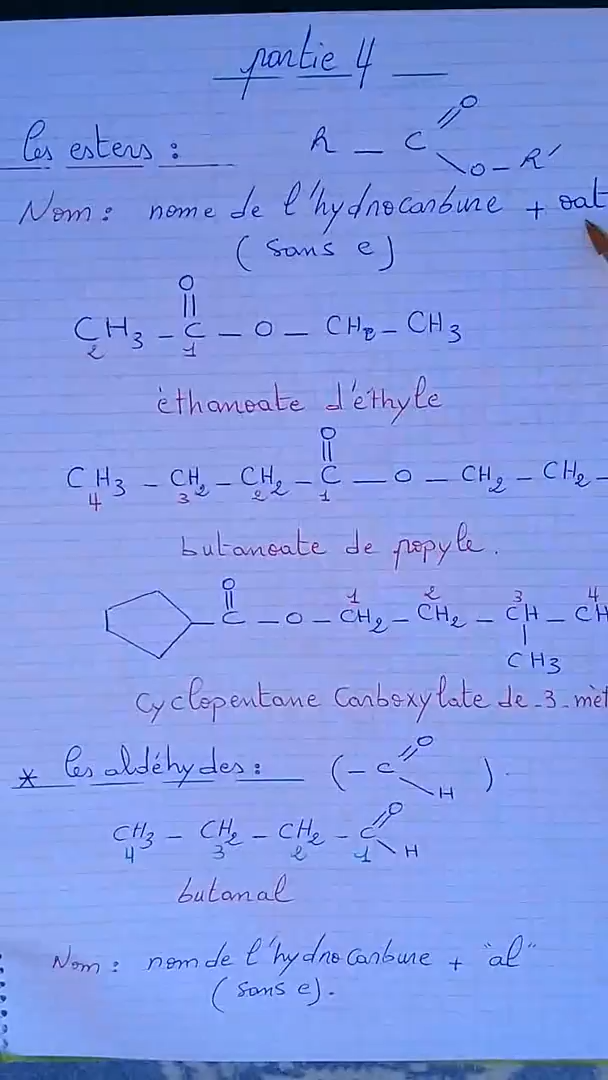 partie 4
les esters : R – C
O
O – R'
Nom : nome de l'hydrocarbure + oat
(sans e)
O
CH3 – C – O – CH2 – CH3
2 1
éthanoate d'éthyle
O
CH3 – CH2 – CH2 – C – O – CH2 – CH2 –
4 3 2 1
butanoate de popyle.
O 1 2 3 4
– C – O – CH2 – CH2 – CH – CH
CH3
Cyclopentane Carboxylate de -3-mèt
* les aldéhydes : (– C
O
H ).
CH3 – CH2 – CH2 – C
O
H
4 3 2 1
butanal
Nom : nom de l'hydrocarbure + "al"
(sans e).